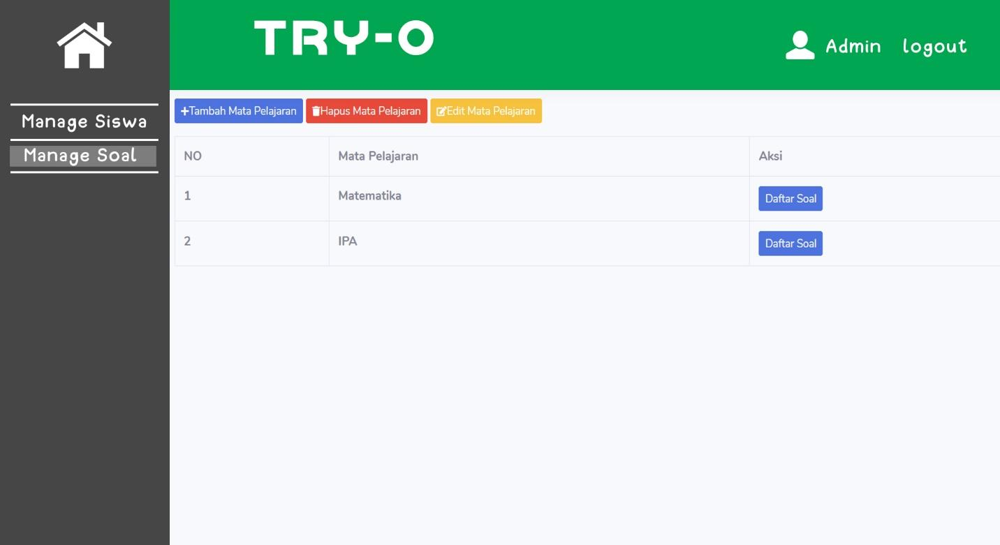 TRY-O
Admin logout
Manage Siswa
Manage Soal
Tambah Mata Pelajaran Hapus Mata Pelajaran Edit Mata Pelajaran
NO Mata Pelajaran Aksi
1 Matematika Daftar Soal
2 IPA Daftar Soal